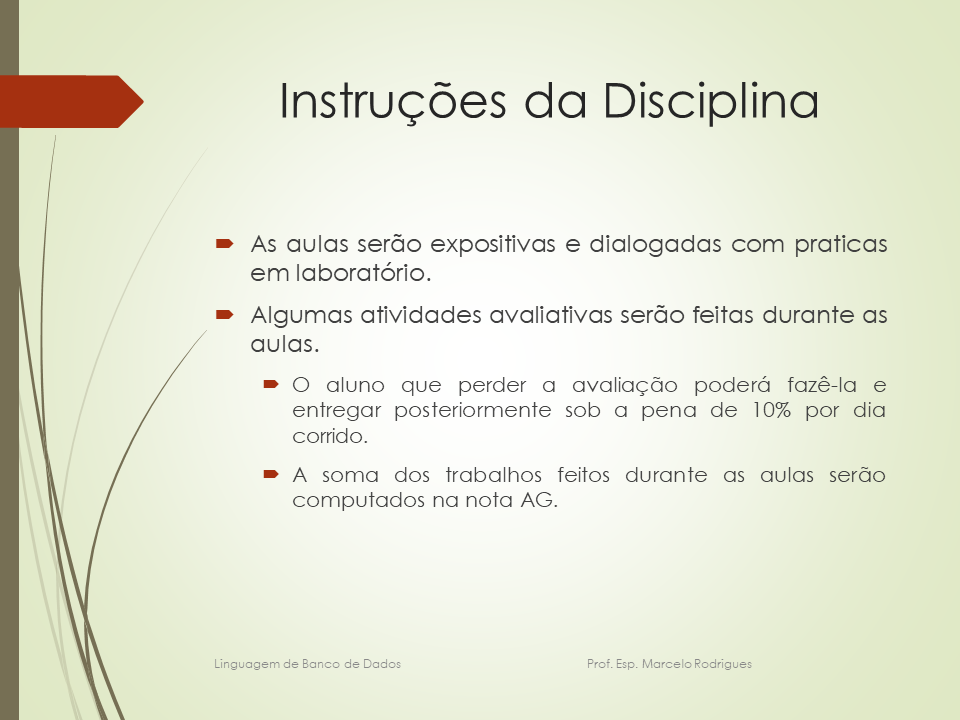 Instruções da Disciplina
As aulas serão expositivas e dialogadas com praticas
em laboratório.
Algumas atividades avaliativas serão feitas durante as
aulas.
O aluno que perder a avaliação poderá fazê-la e
entregar posteriormente sob a pena de 10% por dia
corrido.
A soma dos trabalhos feitos durante as aulas serão
computados na nota AG.
Linguagem de Banco de Dados Prof. Esp. Marcelo Rodrigues